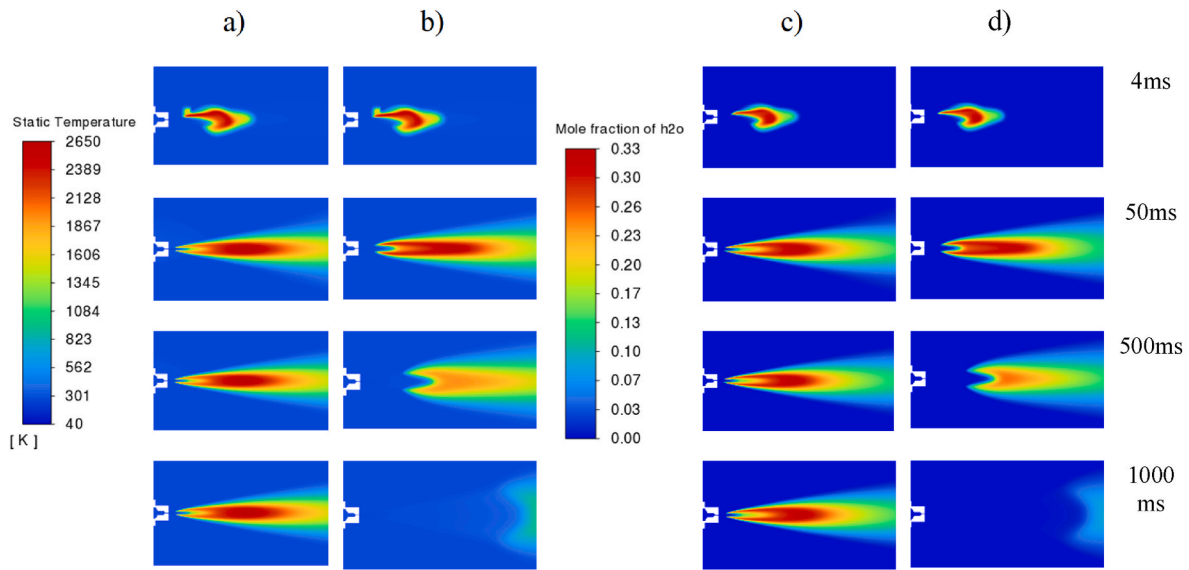 a) b) c) d)
4ms
Static Temperature
2650
2389
2128
1867
1606
1345
1084
823
562
301
40
[ K ]
Mole fraction of h2o
0.33
0.30
0.26
0.23
0.20
0.17
0.13
0.10
0.07
0.03
0.00
50ms
500ms
1000
ms